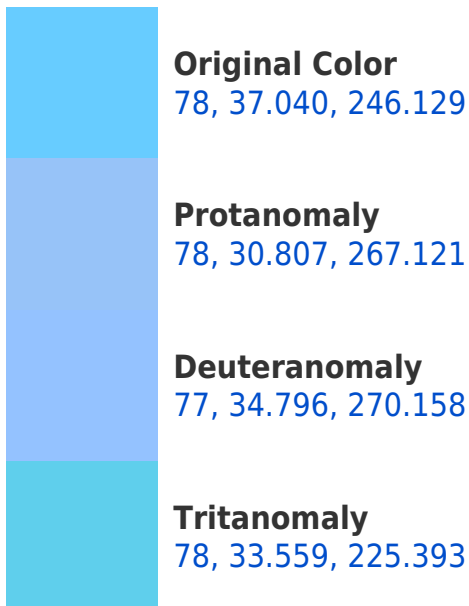 Original Color
78, 37.040, 246.129
Protanomaly
78, 30.807, 267.121
Deuteranomaly
77, 34.796, 270.158
Tritanomaly
78, 33.559, 225.393